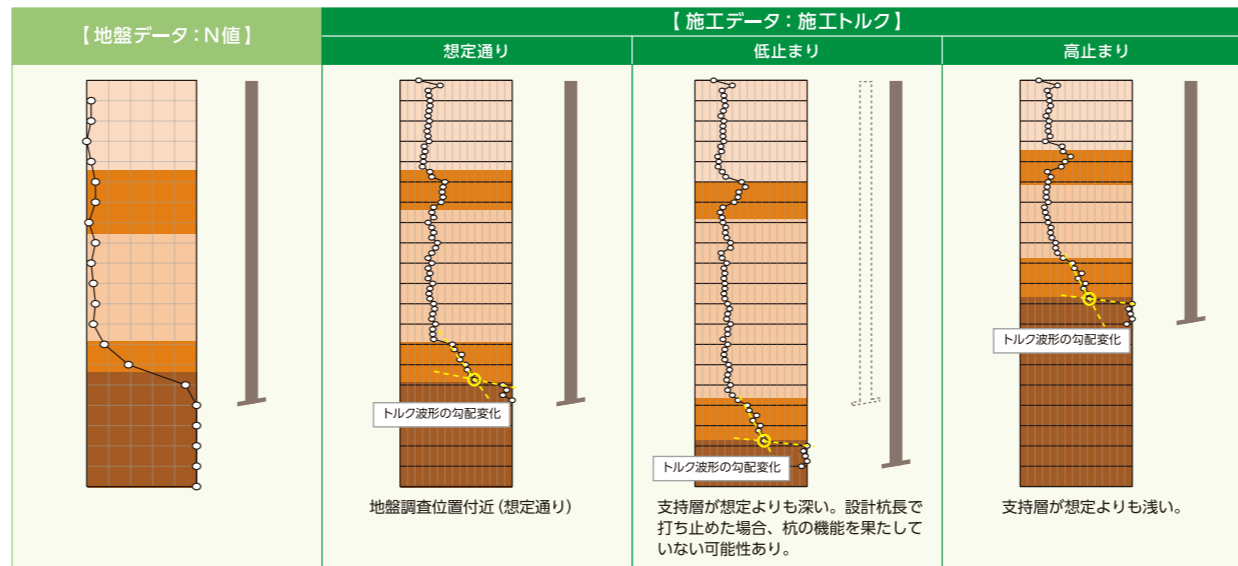 【地盤データ：N値】
【施工データ：施工トルク】
想定通り
低止まり
高止まり
トルク波形の勾配変化
トルク波形の勾配変化
トルク波形の勾配変化
地盤調査位置付近（想定通り）
支持層が想定よりも深い。設計杭長で
打ち止めた場合、杭の機能を果たして
いない可能性あり。
支持層が想定よりも浅い。